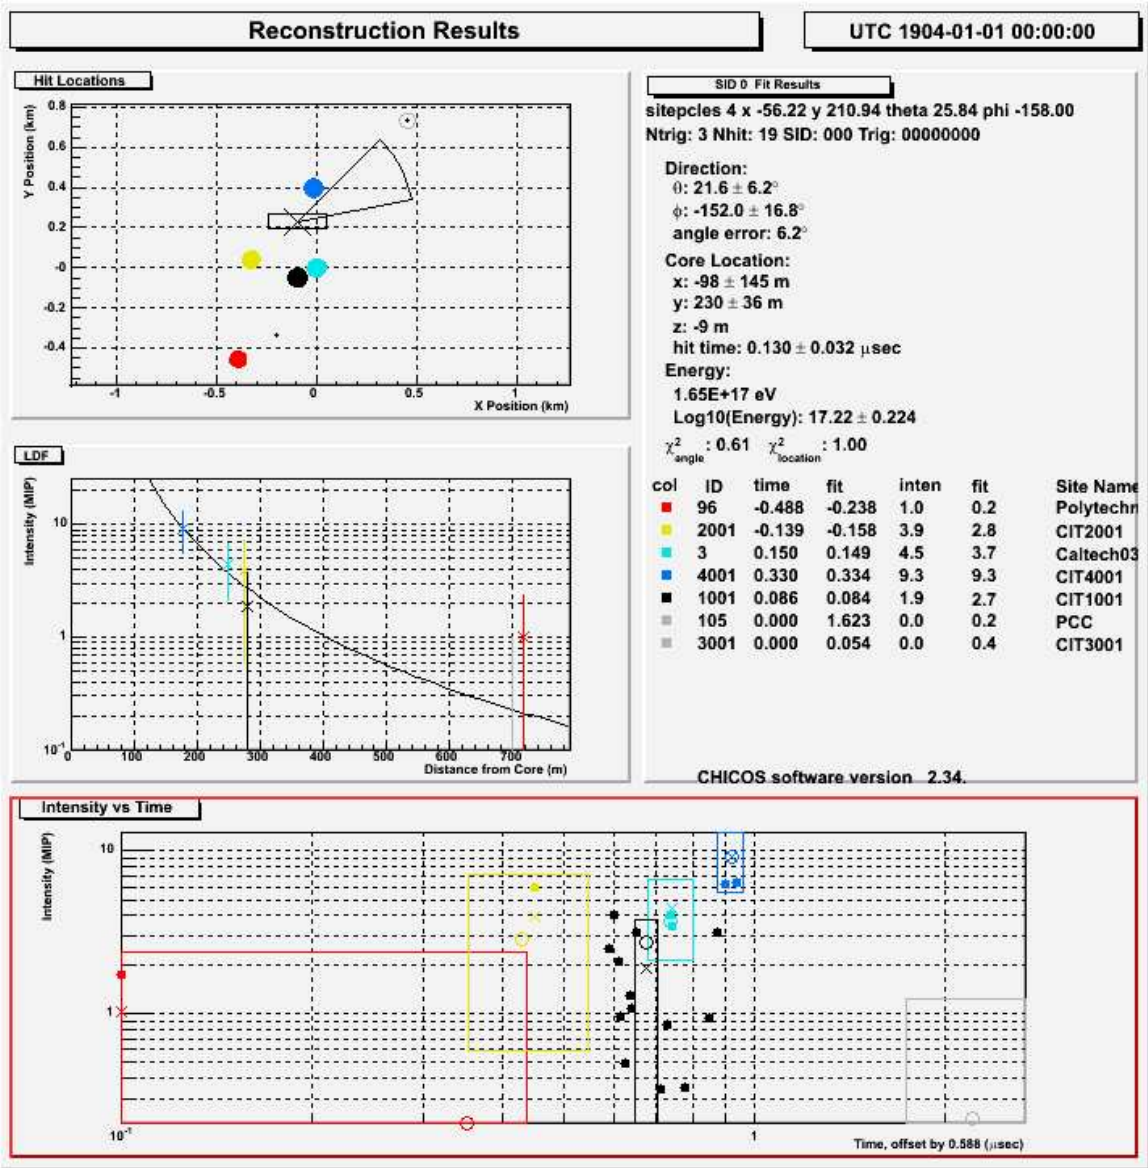 Reconstruction Results
UTC 1904-01-01 00:00:00
Hit Locations
Y Position (km)
0.8
0.6
0.4
0.2
-0
-0.2
-0.4
-1
-0.5
0
0.5
1
X Position (km)
SID 0 Fit Results
sitepcles 4 x -56.22 y 210.94 theta 25.84 phi -158.00
Ntrig: 3 Nhit: 19 SID: 000 Trig: 00000000
Direction:
θ: 21.6 ± 6.2°
ϕ: -152.0 ± 16.8°
angle error: 6.2°
Core Location:
x: -98 ± 145 m
y: 230 ± 36 m
z: -9 m
hit time: 0.130 ± 0.032 μsec
Energy:
1.65E+17 eV
Log10(Energy): 17.22 ± 0.224
χ²angle : 0.61 χ²location : 1.00
col ID time fit inten fit Site Name
96 -0.488 -0.238 1.0 0.2 Polytechn
2001 -0.139 -0.158 3.9 2.8 CIT2001
3 0.150 0.149 4.5 3.7 Caltech03
4001 0.330 0.334 9.3 9.3 CIT4001
1001 0.086 0.084 1.9 2.7 CIT1001
105 0.000 1.623 0.0 0.2 PCC
3001 0.000 0.054 0.0 0.4 CIT3001
CHICOS software version 2.34.
LDF
Intensity (MIP)
10
1
10⁻¹
0
100
200
300
400
500
600
700
Distance from Core (m)
Intensity vs Time
Intensity (MIP)
10
1
10⁻¹
1
Time, offset by 0.588 (μsec)